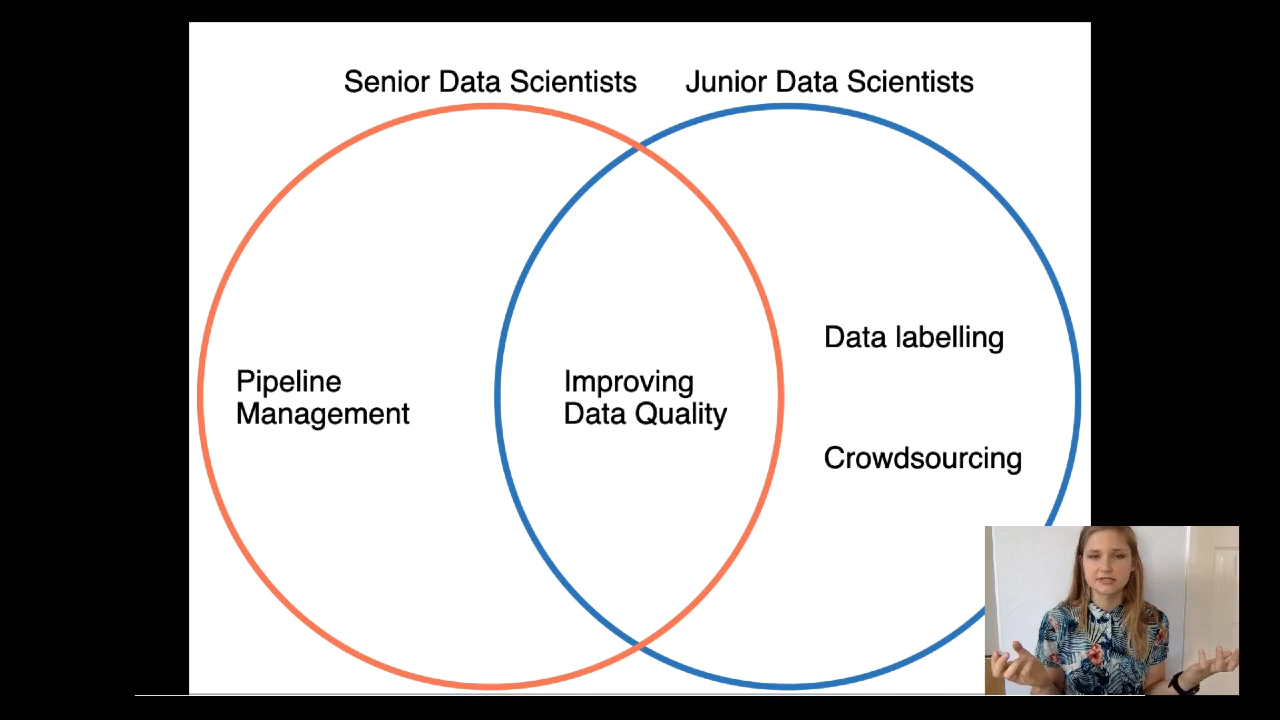 Senior Data Scientists
Junior Data Scientists
Pipeline
Management
Improving
Data Quality
Data labelling
Crowdsourcing